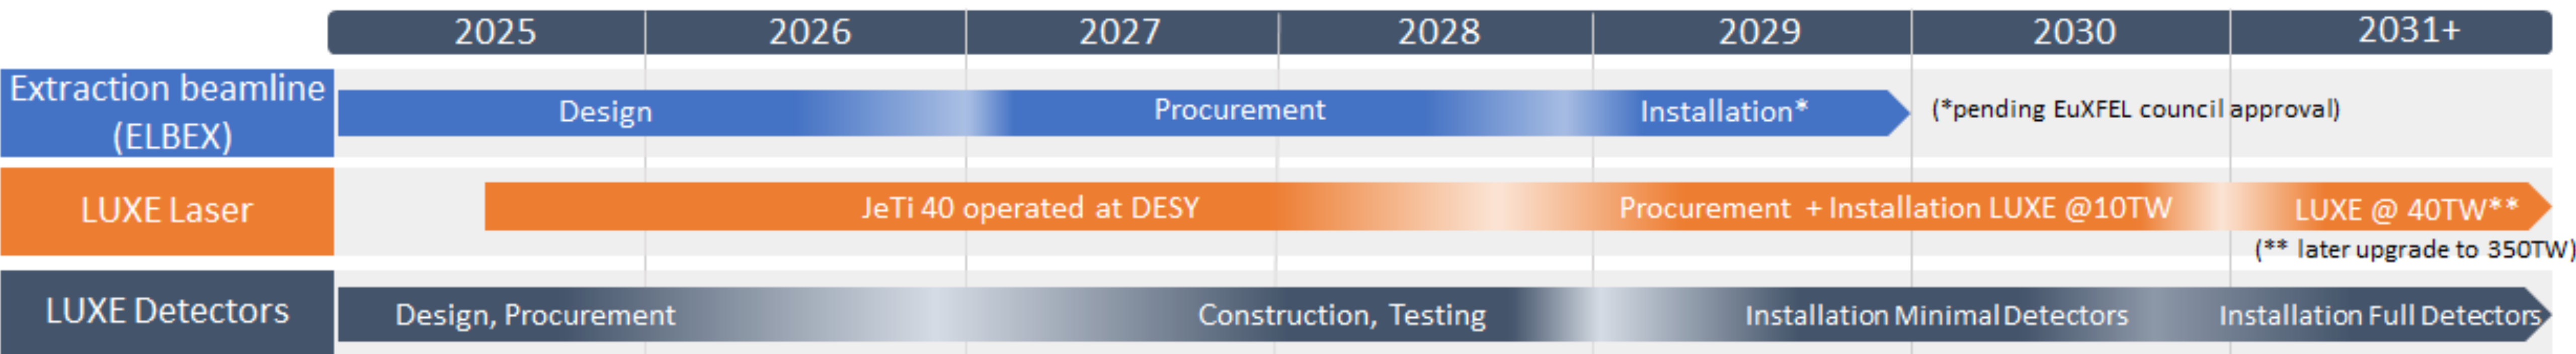 2025 2026 2027 2028 2029 2030 2031+
Extraction beamline
(ELBEX)
Design Procurement Installation* (*pending EuXFEL council approval)
LUXE Laser
JeTi 40 operated at DESY Procurement + Installation LUXE @10TW LUXE @ 40TW**
(** later upgrade to 350TW)
LUXE Detectors
Design, Procurement Construction, Testing Installation Minimal Detectors Installation Full Detectors